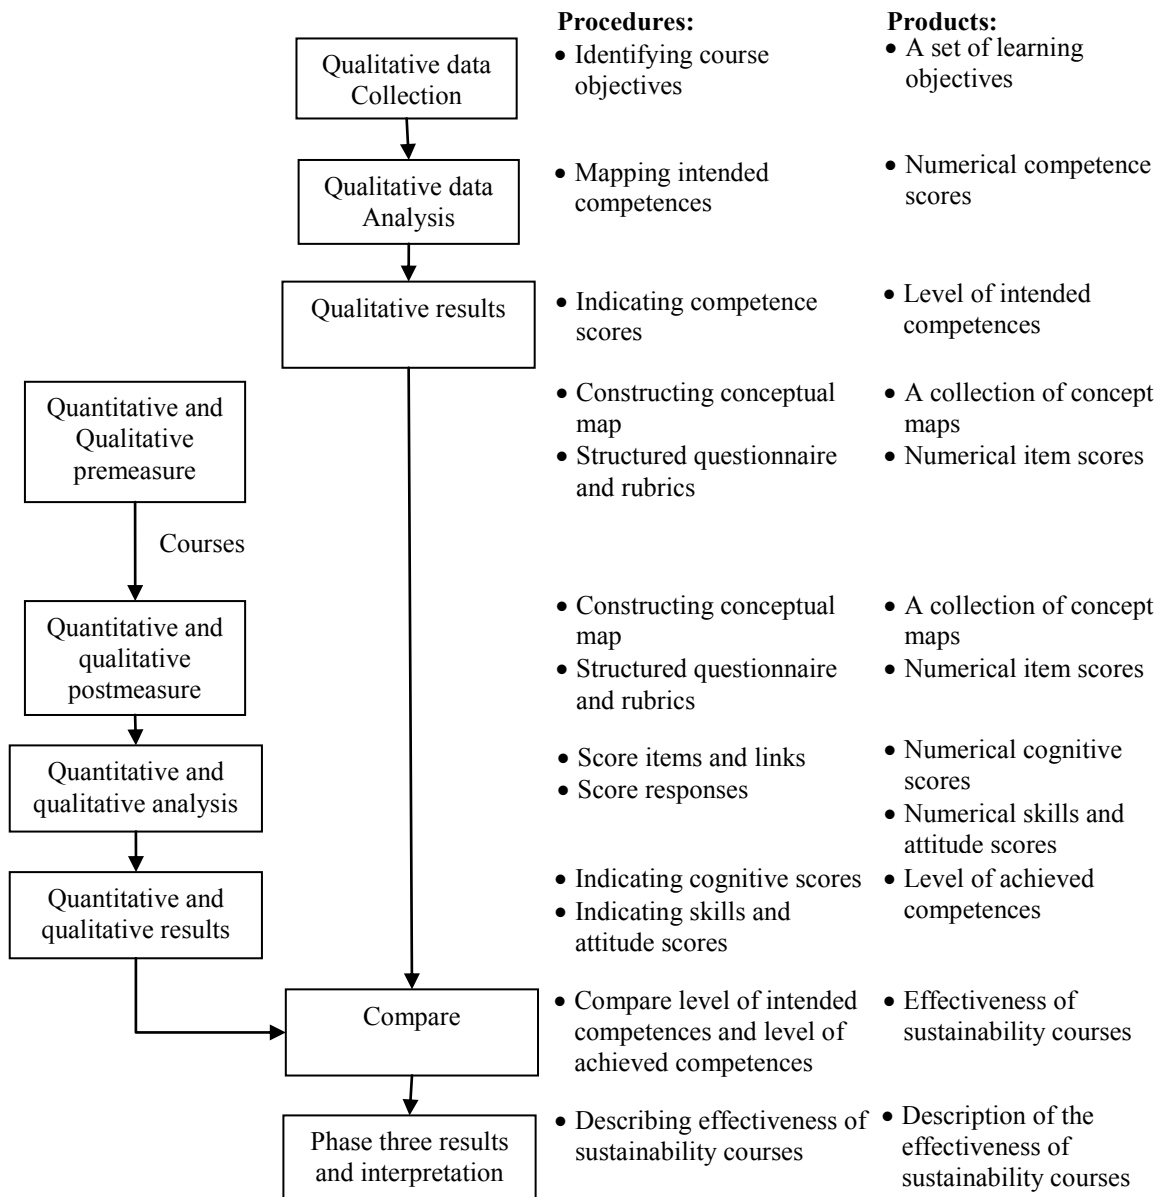 Procedures:
Products:
Qualitative data
Collection
• Identifying course
objectives
• A set of learning
objectives
Qualitative data
Analysis
• Mapping intended
competences
• Numerical competence
scores
Qualitative results
• Indicating competence
scores
• Level of intended
competences
Quantitative and
Qualitative
premeasure
• Constructing conceptual
map
• Structured questionnaire
and rubrics
• A collection of concept
maps
• Numerical item scores
Courses
Quantitative and
qualitative
postmeasure
• Constructing conceptual
map
• Structured questionnaire
and rubrics
• A collection of concept
maps
• Numerical item scores
Quantitative and
qualitative analysis
• Score items and links
• Score responses
• Numerical cognitive
scores
• Numerical skills and
attitude scores
Quantitative and
qualitative results
• Indicating cognitive scores
• Indicating skills and
attitude scores
• Level of achieved
competences
Compare
• Compare level of intended
competences and level of
achieved competences
• Effectiveness of
sustainability courses
Phase three results
and interpretation
• Describing effectiveness of
sustainability courses
• Description of the
effectiveness of
sustainability courses